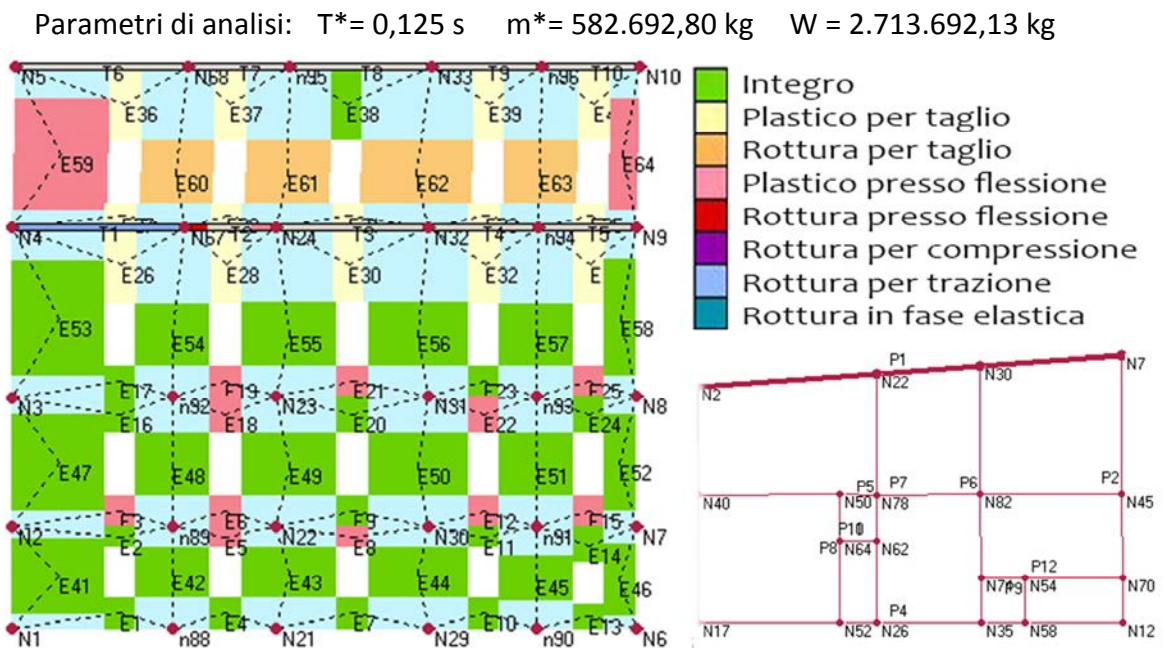 Parametri di analisi: T*= 0,125 s m*= 582.692,80 kg W = 2.713.692,13 kg
N5 T6 N68 T7 n95 T8 N33 T9 n96 T10 N10
E36 E37 E38 E39 E4
E59 E60 E61 E62 E63 E64
N4 T1 N67 T2 N24 T3 N32 T4 n94 T5 N9
E26 E28 E30 E32 E
E53 E54 E55 E56 E57 E58
E17 E19 E21 E23 E25
N3 n92 N23 N31 n93 N8
E16 E18 E20 E22 E24
E47 E48 E49 E50 E51 E52
E3 E6 E9 E12 E15
N2 n89 N22 N30 n91 N7
E2 E5 E8 E11 E14
E41 E42 E43 E44 E45 E46
E1 E4 E7 E10 E13
N1 n88 N21 N29 n90 N6
Integro
Plastico per taglio
Rottura per taglio
Plastico presso flessione
Rottura presso flessione
Rottura per compressione
Rottura per trazione
Rottura in fase elastica
P1 N7
N2 N22 N30
P5 P7 P6 P2
N40 N50 N78 N82 N45
P10
P8 N64 N62
P12
N74 P9 N54 N70
P4
N17 N52 N26 N35 N58 N12